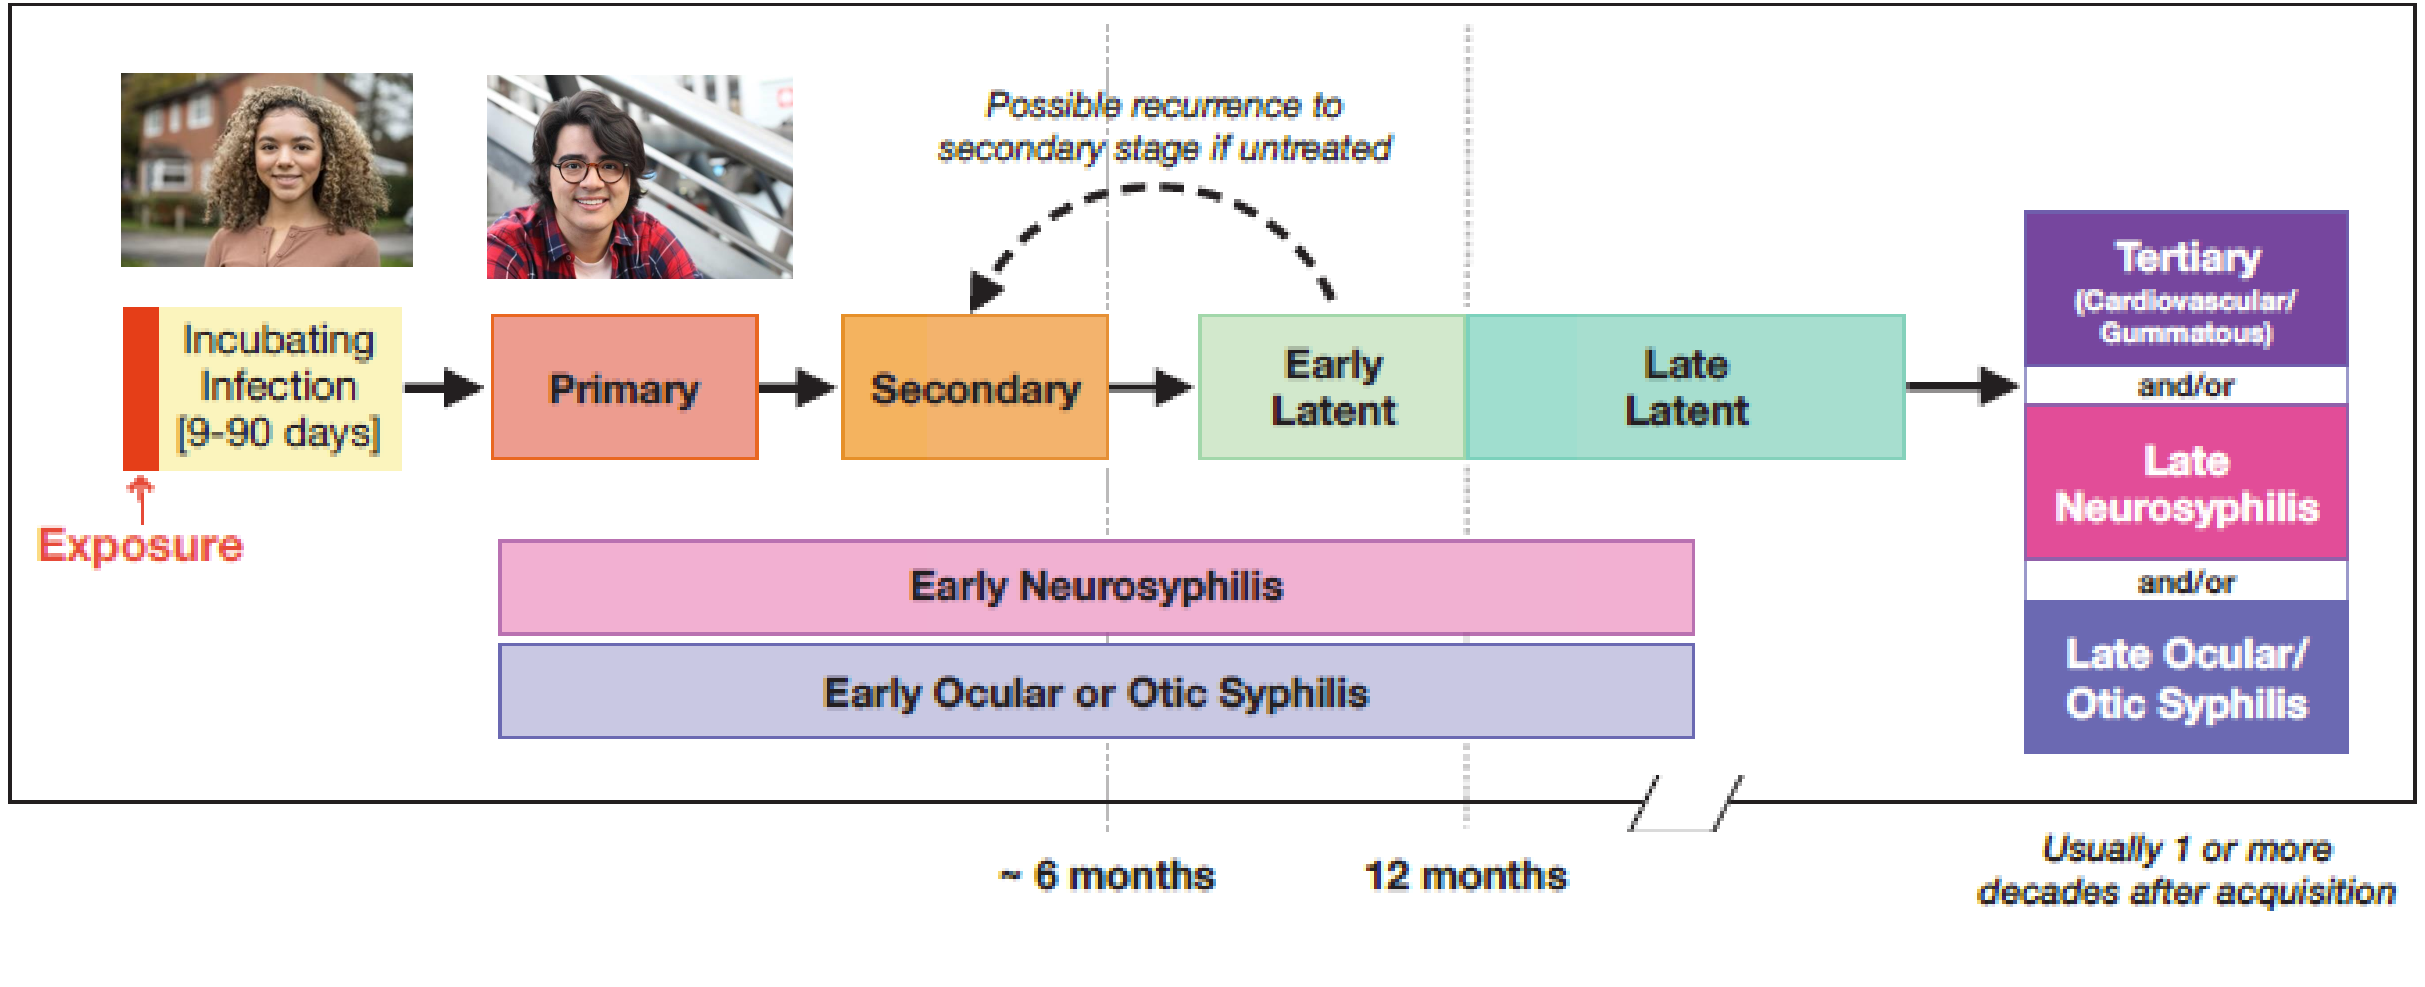 Possible recurrence to
secondary stage if untreated
Incubating
Infection
[9-90 days]
Primary
Secondary
Early
Latent
Late
Latent
Tertiary
(Cardiovascular/
Gummatous)
and/or
Late
Neurosyphilis
and/or
Late Ocular/
Otic Syphilis
Exposure
Early Neurosyphilis
Early Ocular or Otic Syphilis
~ 6 months
12 months
Usually 1 or more
decades after acquisition